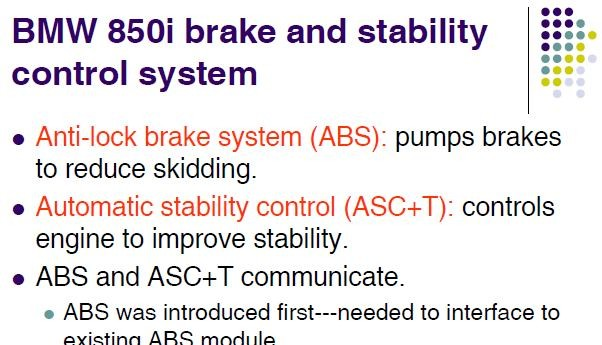 BMW 850i brake and stability
control system
Anti-lock brake system (ABS): pumps brakes
to reduce skidding.
Automatic stability control (ASC+T): controls
engine to improve stability.
ABS and ASC+T communicate.
ABS was introduced first---needed to interface to
existing ABS module